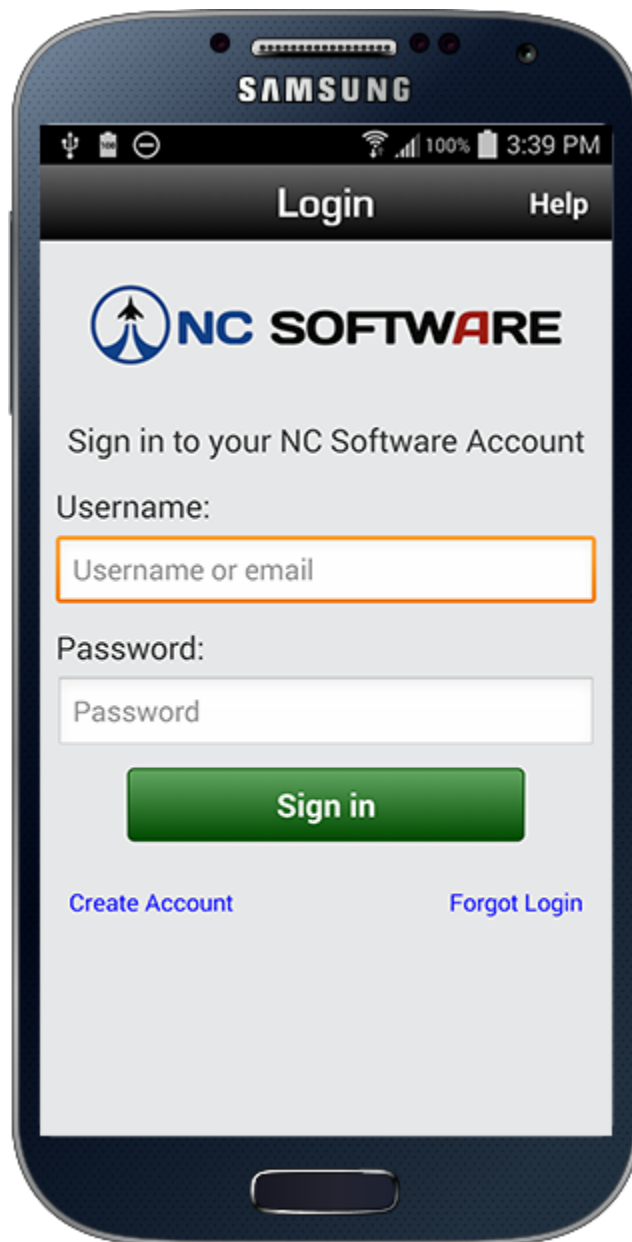 SAMSUNG
100% 3:39 PM
Login Help
NC SOFTWARE
Sign in to your NC Software Account
Username:
Username or email
Password:
Password
Sign in
Create Account Forgot Login